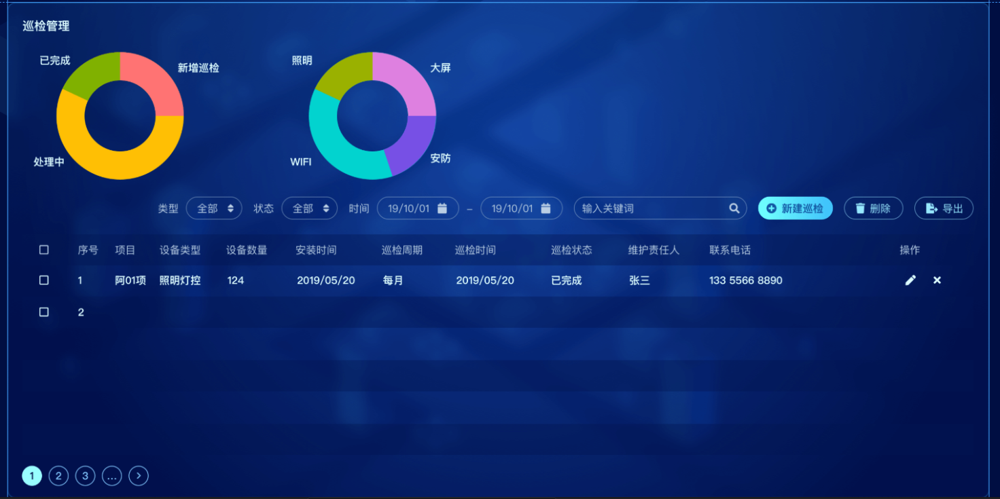 巡检管理
已完成
新增巡检
处理中
照明
大屏
WIFI
安防
类型 全部 状态 全部 时间 19/10/01 – 19/10/01 输入关键词 新建巡检 删除 导出
序号 项目 设备类型 设备数量 安装时间 巡检周期 巡检时间 巡检状态 维护责任人 联系电话 操作
1 阿01项 照明灯控 124 2019/05/20 每月 2019/05/20 已完成 张三 133 5566 8890
2
1 2 3 ...